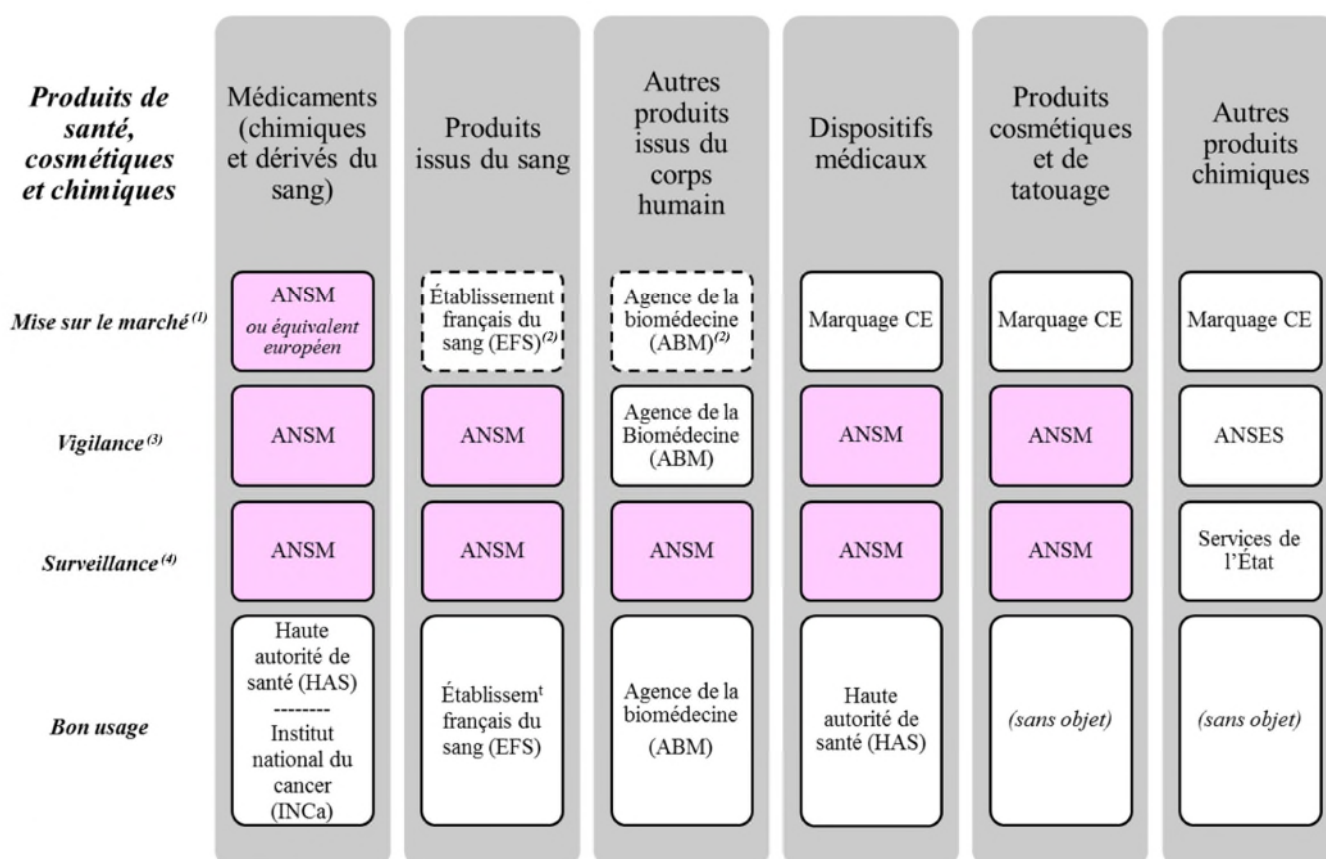 Produits de
santé,
cosmétiques
et chimiques
Médicaments
(chimiques
et dérivés du
sang)
Produits
issus du sang
Autres
produits
issus du
corps
humain
Dispositifs
médicaux
Produits
cosmétiques
et de
tatouage
Autres
produits
chimiques
Mise sur le marché(1)
ANSM
ou équivalent
européen
Établissement
français du
sang (EFS)(2)
Agence de la
biomédecine
(ABM)(2)
Marquage CE
Marquage CE
Marquage CE
Vigilance(3)
ANSM
ANSM
Agence de la
Biomédecine
(ABM)
ANSM
ANSM
ANSES
Surveillance(4)
ANSM
ANSM
ANSM
ANSM
ANSM
Services de
l'État
Bon usage
Haute
autorité de
santé (HAS)
--------
Institut
national du
cancer
(INCa)
Établissemt
français du
sang (EFS)
Agence de la
biomédecine
(ABM)
Haute
autorité de
santé (HAS)
(sans objet)
(sans objet)